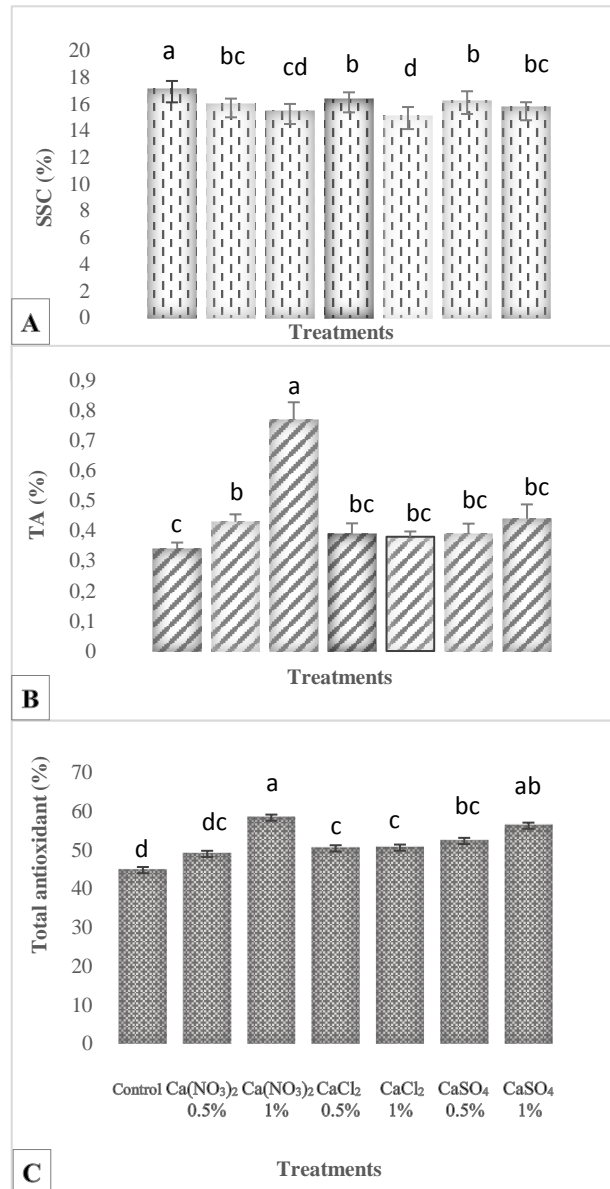 20
18
16
14
12
10
8
6
4
2
0
SSC (%)
a bc cd b d b bc
A
Treatments
0,9
0,8
0,7
0,6
0,5
0,4
0,3
0,2
0,1
0
TA (%)
c b a bc bc bc bc
B
Treatments
70
60
50
40
30
20
10
0
Total antioxidant (%)
d dc a c c bc ab
Control Ca(NO₃)₂ Ca(NO₃)₂ CaCl₂ CaCl₂ CaSO₄ CaSO₄
0.5% 1% 0.5% 1% 0.5% 1%
C
Treatments